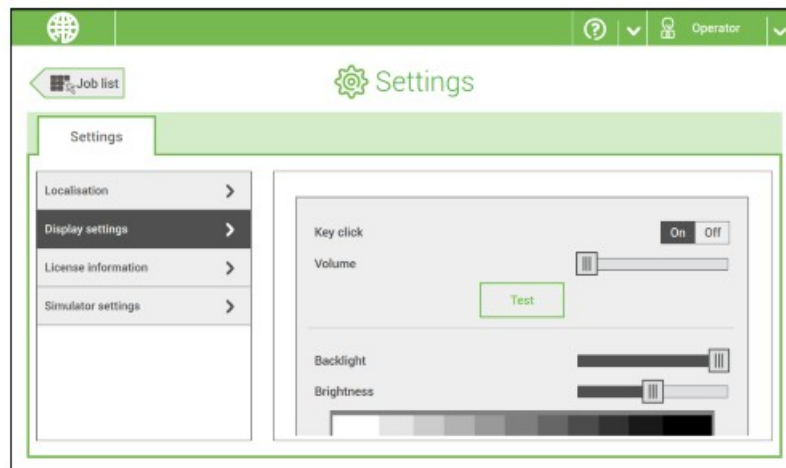 Operator
Job list
Settings
Settings
Localisation
Display settings
License information
Simulator settings
Key click
On Off
Volume
Test
Backlight
Brightness